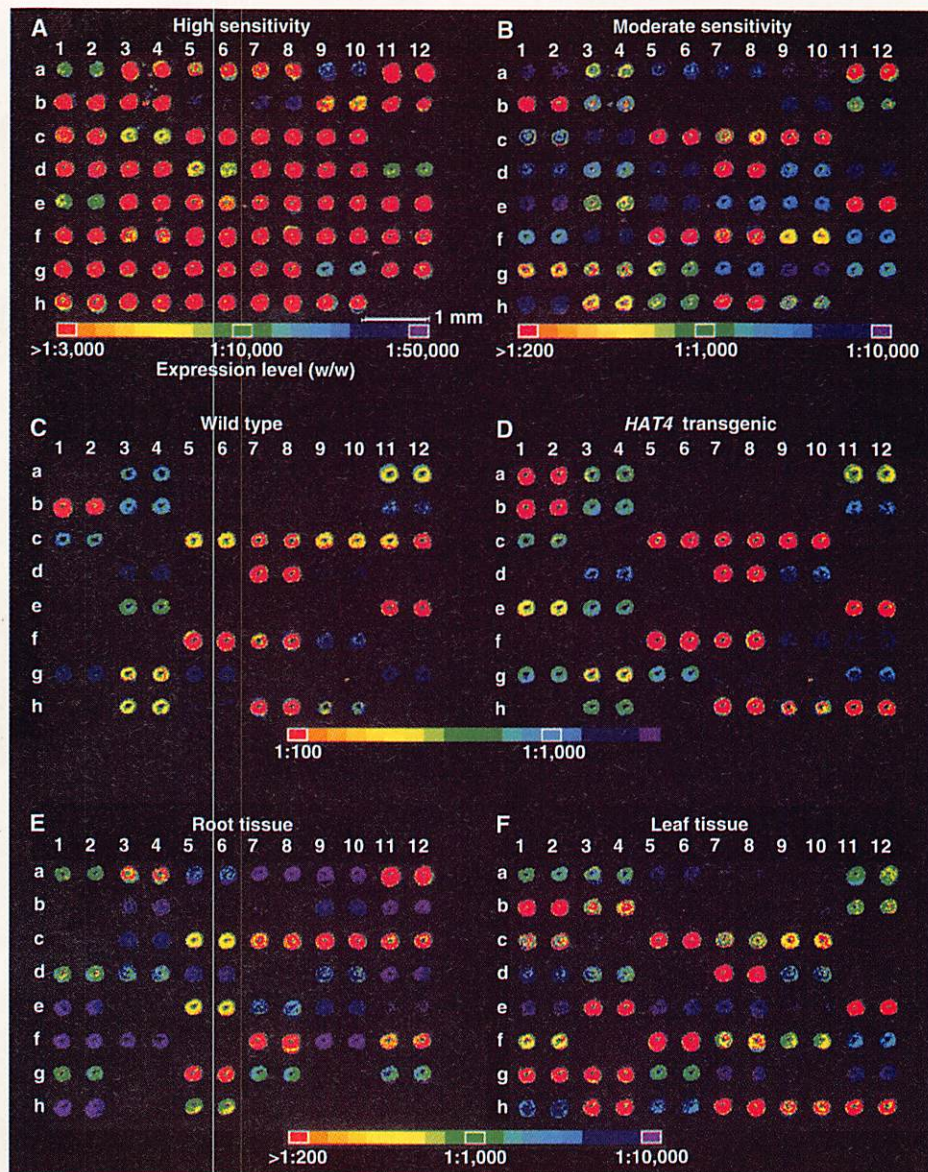 A High sensitivity
1 2 3 4 5 6 7 8 9 10 11 12
a
b
c
d
e
f
g
h
1 mm
>1:3,000 1:10,000 1:50,000
Expression level (w/w)
B Moderate sensitivity
1 2 3 4 5 6 7 8 9 10 11 12
a
b
c
d
e
f
g
h
>1:200 1:1,000 1:10,000
C Wild type
1 2 3 4 5 6 7 8 9 10 11 12
a
b
c
d
e
f
g
h
D HAT4 transgenic
1 2 3 4 5 6 7 8 9 10 11 12
a
b
c
d
e
f
g
h
1:100 1:1,000
E Root tissue
1 2 3 4 5 6 7 8 9 10 11 12
a
b
c
d
e
f
g
h
F Leaf tissue
1 2 3 4 5 6 7 8 9 10 11 12
a
b
c
d
e
f
g
h
>1:200 1:1,000 1:10,000